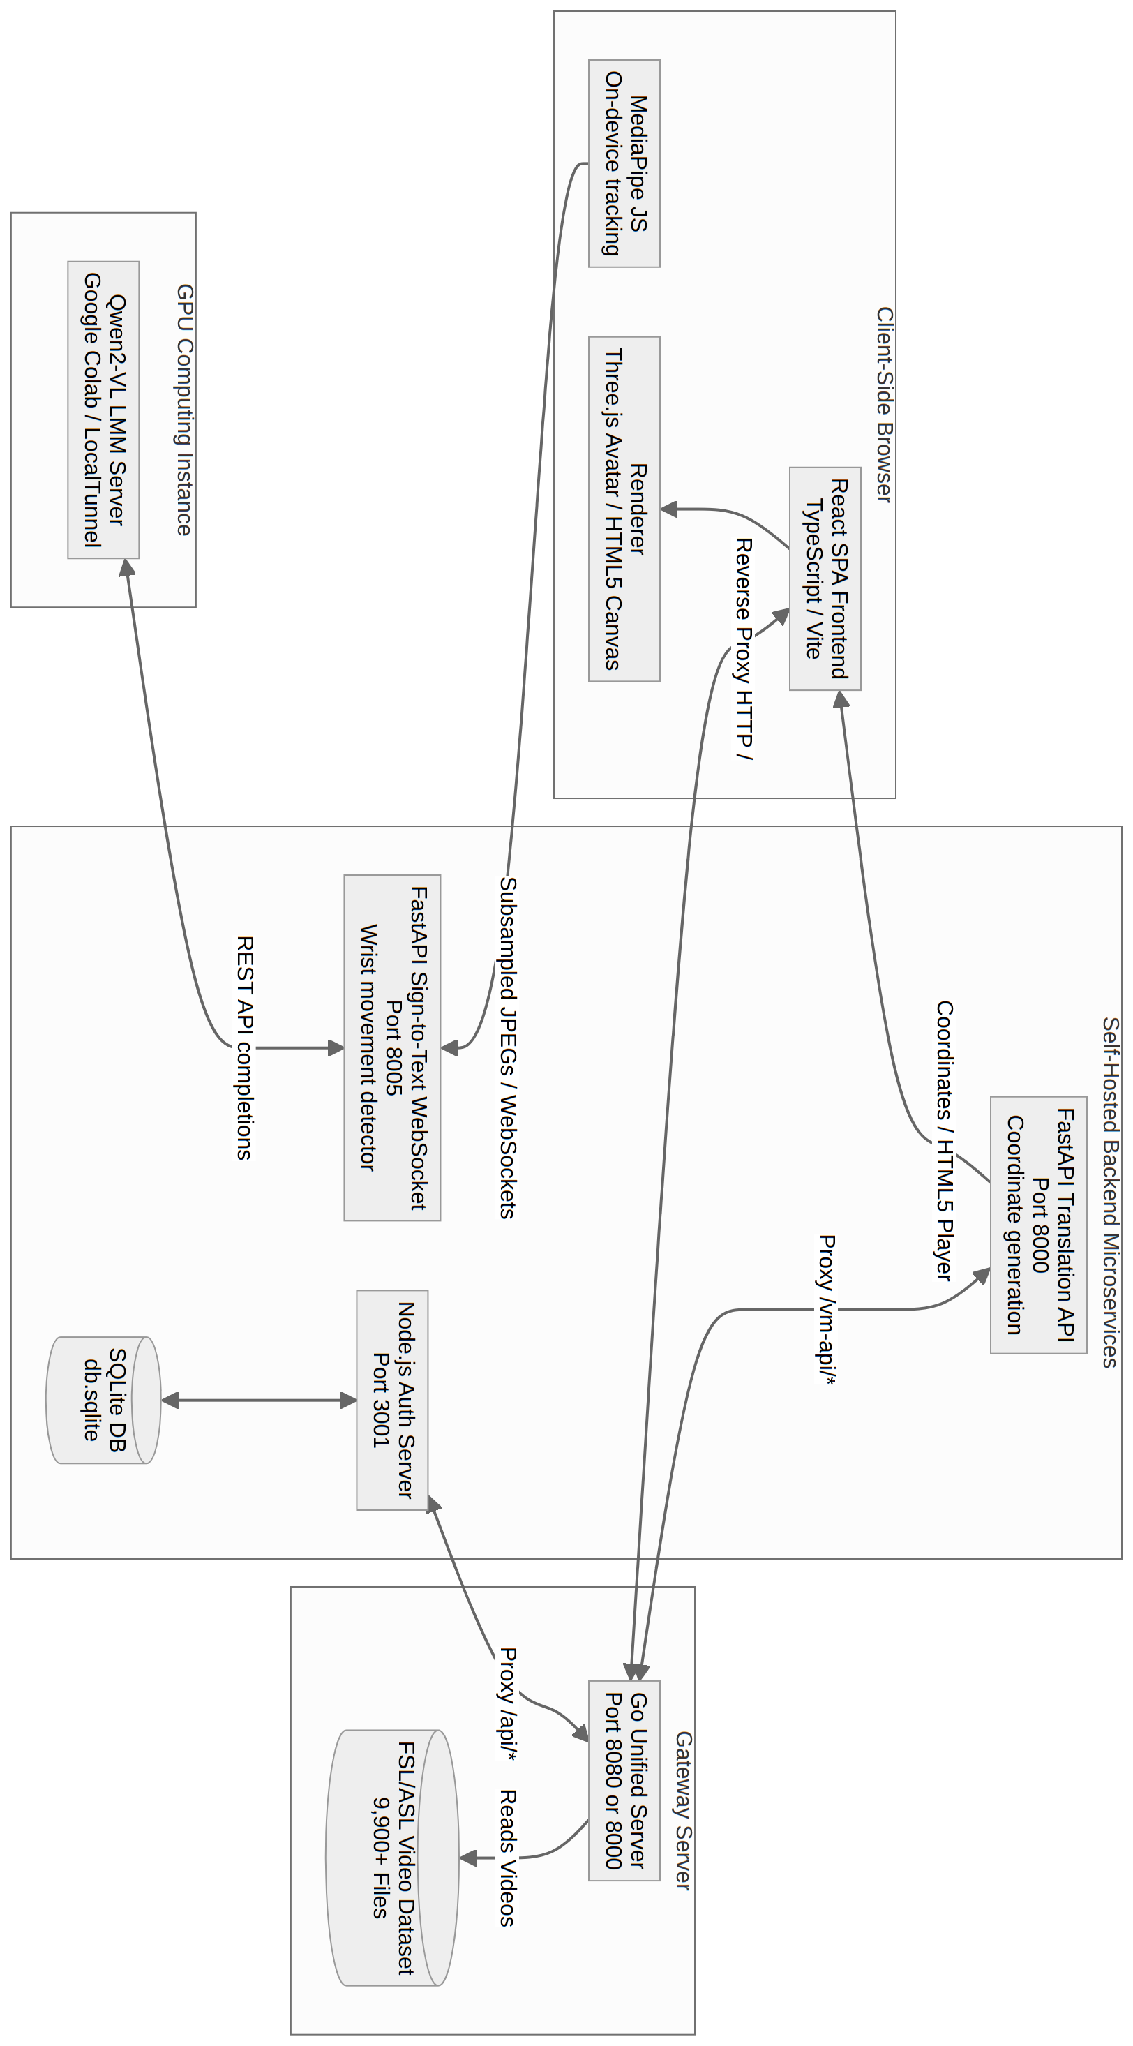 Client-Side Browser
React SPA Frontend
TypeScript / Vite
MediaPipe JS
On-device tracking
Renderer
Three.js Avatar / HTML5 Canvas
Reverse Proxy HTTP /
GPU Computing Instance
Qwen2-VL LMM Server
Google Colab / LocalTunnel
Self-Hosted Backend Microservices
FastAPI Translation API
Port 8000
Coordinate generation
Coordinates / HTML5 Player
Proxy /vm-api/*
Subsampled JPEGs / WebSockets
FastAPI Sign-to-Text WebSocket
Port 8005
Wrist movement detector
REST API completions
Node.js Auth Server
Port 3001
SQLite DB
db.sqlite
Gateway Server
Go Unified Server
Port 8080 or 8000
Proxy /api/*
Reads Videos
FSL/ASL Video Dataset
9,900+ Files